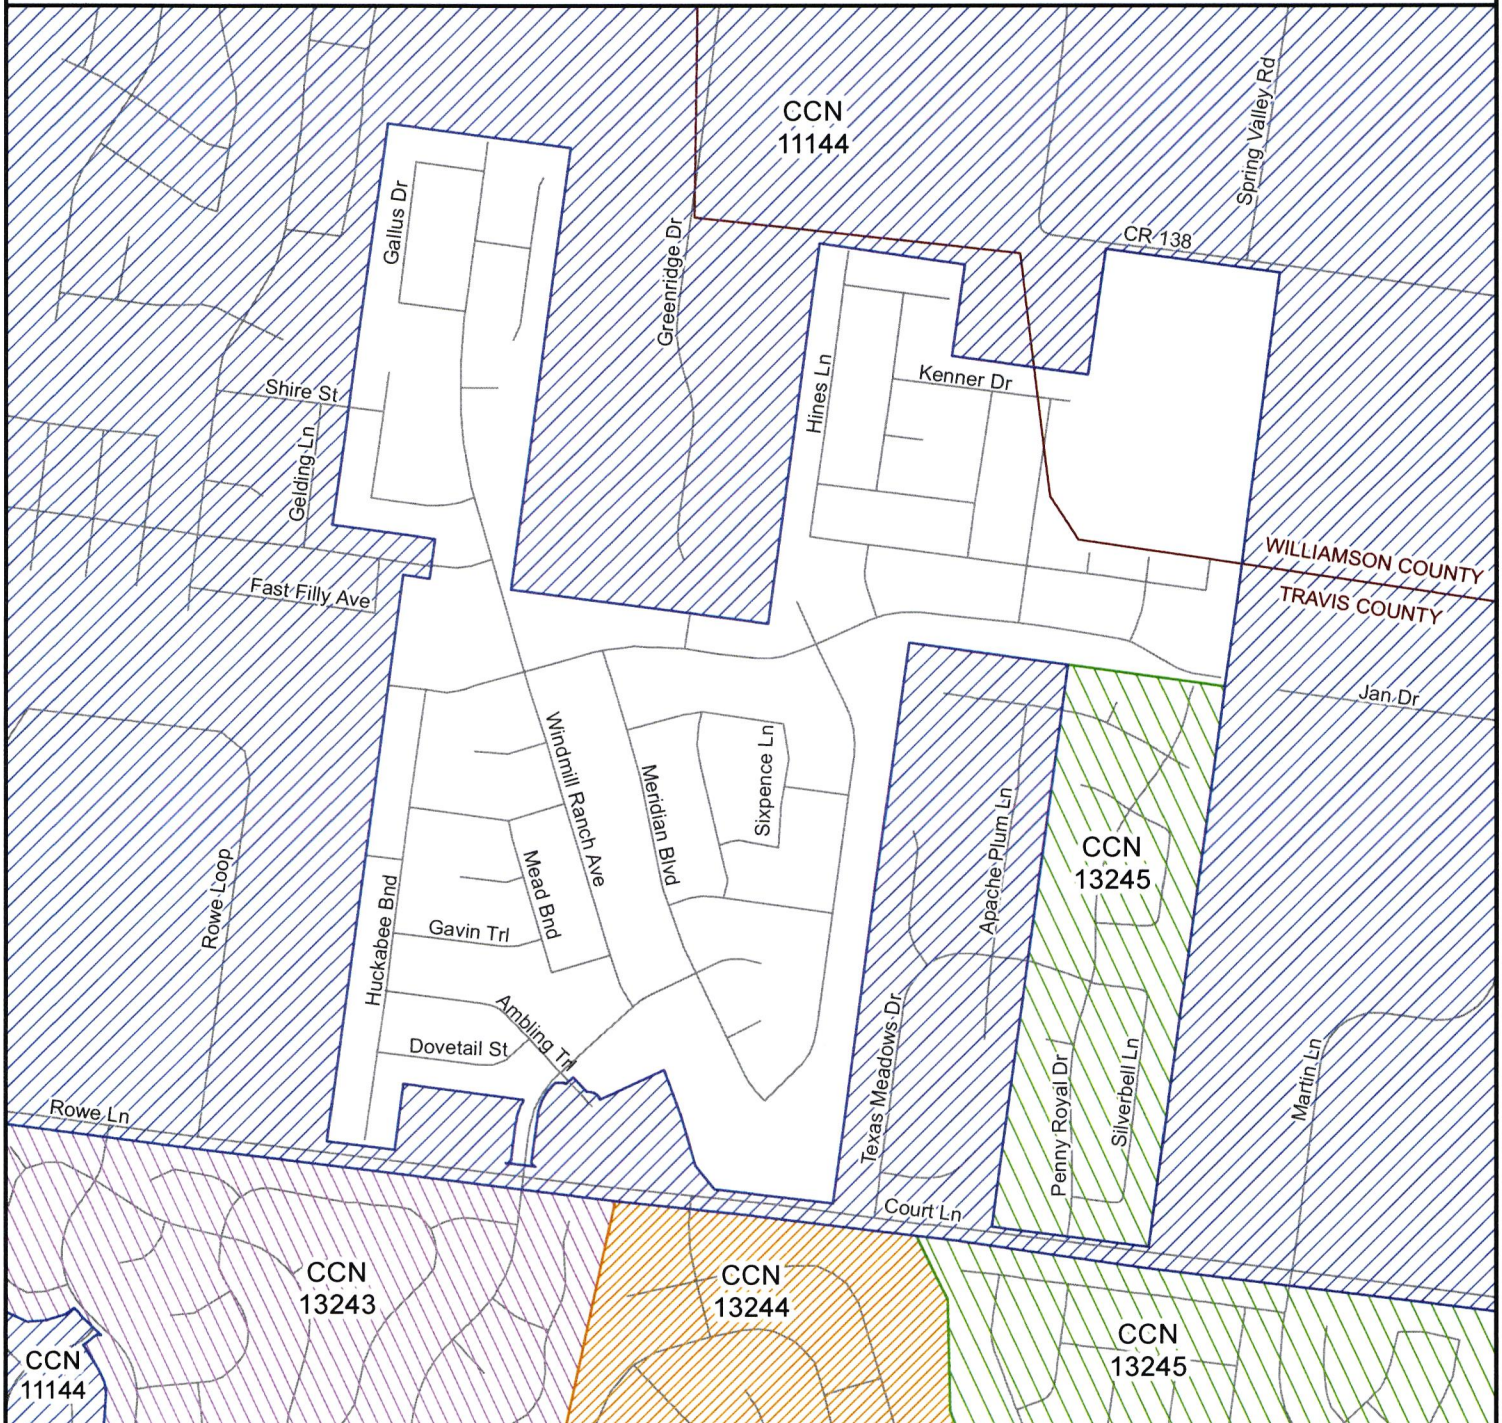 CCN
11144
Spring Valley Rd
CR 138
Gallus Dr
Greenridge Dr
Hines Ln
Kenner Dr
Shire St
Gelding Ln
Fast Filly Ave
WILLIAMSON COUNTY
TRAVIS COUNTY
Jan Dr
Windmill Ranch Ave
Meridian Blvd
Sixpence Ln
Apache Plum Ln
CCN
13245
Rowe Loop
Huckabee Bnd
Mead Bnd
Gavin Trl
Ambling Trl
Dovetail St
Texas Meadows Dr
Penny Royal Dr
Silverbell Ln
Martin Ln
Rowe Ln
Court Ln
CCN
13243
CCN
13244
CCN
13245
CCN
11144